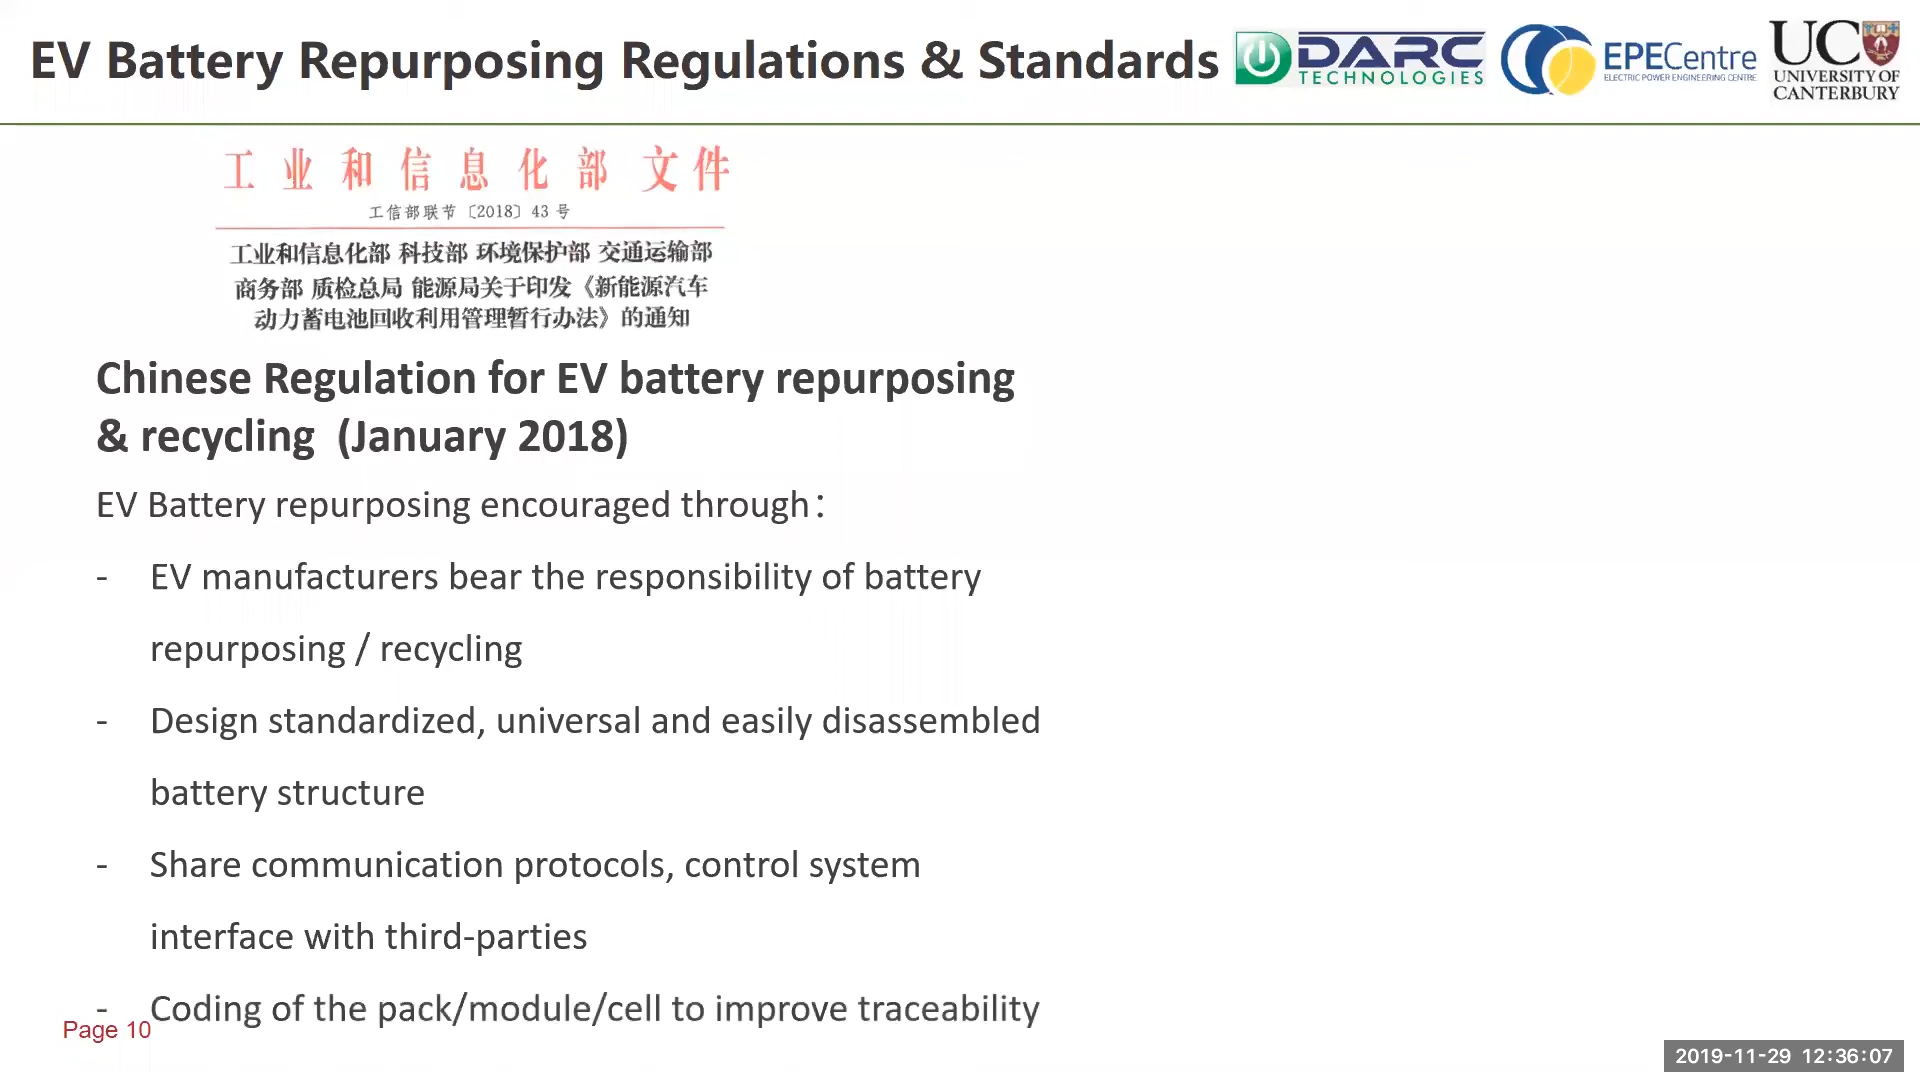 EV Battery Repurposing Regulations & Standards
DARC
TECHNOLOGIES
EPECentre
ELECTRIC POWER ENGINEERING CENTRE
UC
UNIVERSITY OF
CANTERBURY
工业和信息化部 文件
工信部联节〔2018〕43 号
工业和信息化部 科技部 环境保护部 交通运输部
商务部 质检总局 能源局关于印发《新能源汽车
动力蓄电池回收利用管理暂行办法》的通知
Chinese Regulation for EV battery repurposing
& recycling (January 2018)
EV Battery repurposing encouraged through：
- EV manufacturers bear the responsibility of battery
repurposing / recycling
- Design standardized, universal and easily disassembled
battery structure
- Share communication protocols, control system
interface with third-parties
- Coding of the pack/module/cell to improve traceability
Page 10
2019-11-29 12:36:07